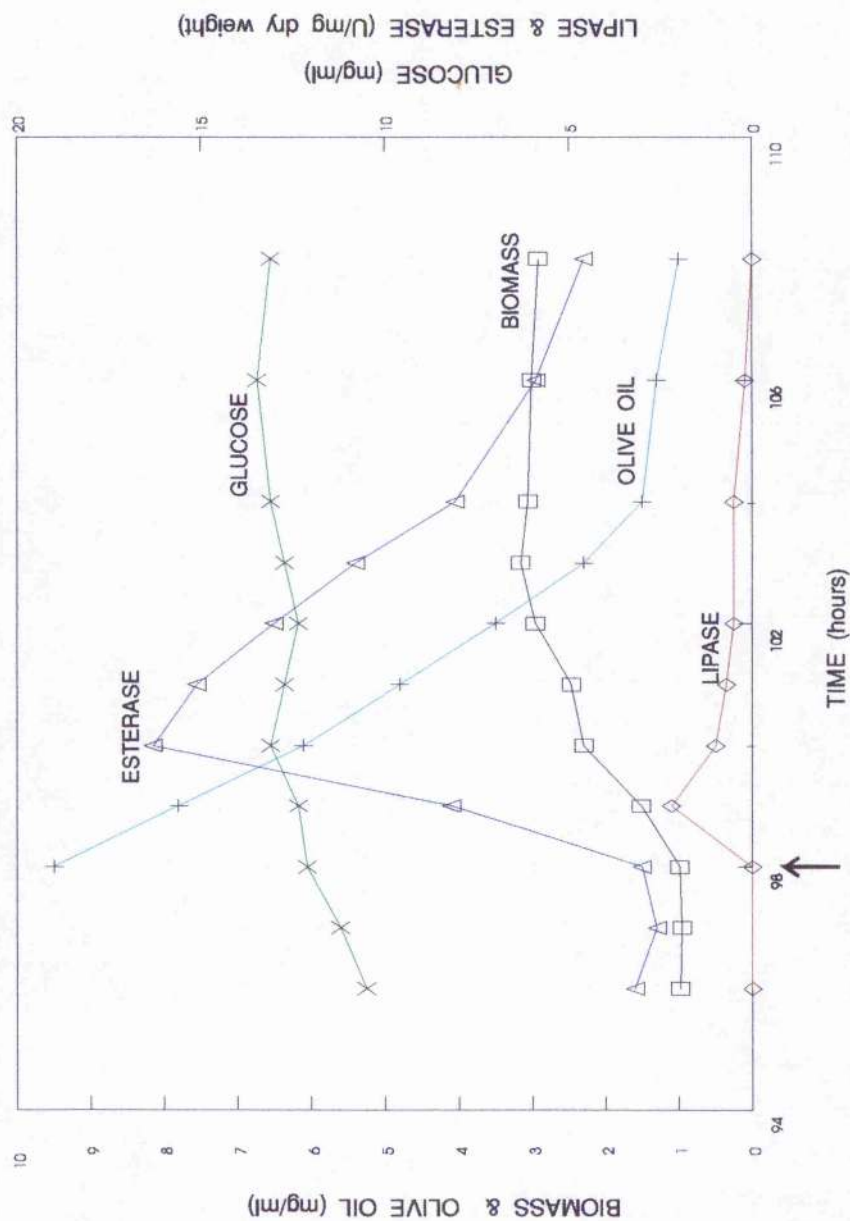 BIOMASS & OLIVE OIL (mg/ml)
10
9
8
7
6
5
4
3
2
1
0
GLUCOSE (mg/ml)
LIPASE & ESTERASE (U/mg dry weight)
20
15
10
5
0
ESTERASE
GLUCOSE
BIOMASS
OLIVE OIL
LIPASE
94
98
102
106
110
TIME (hours)